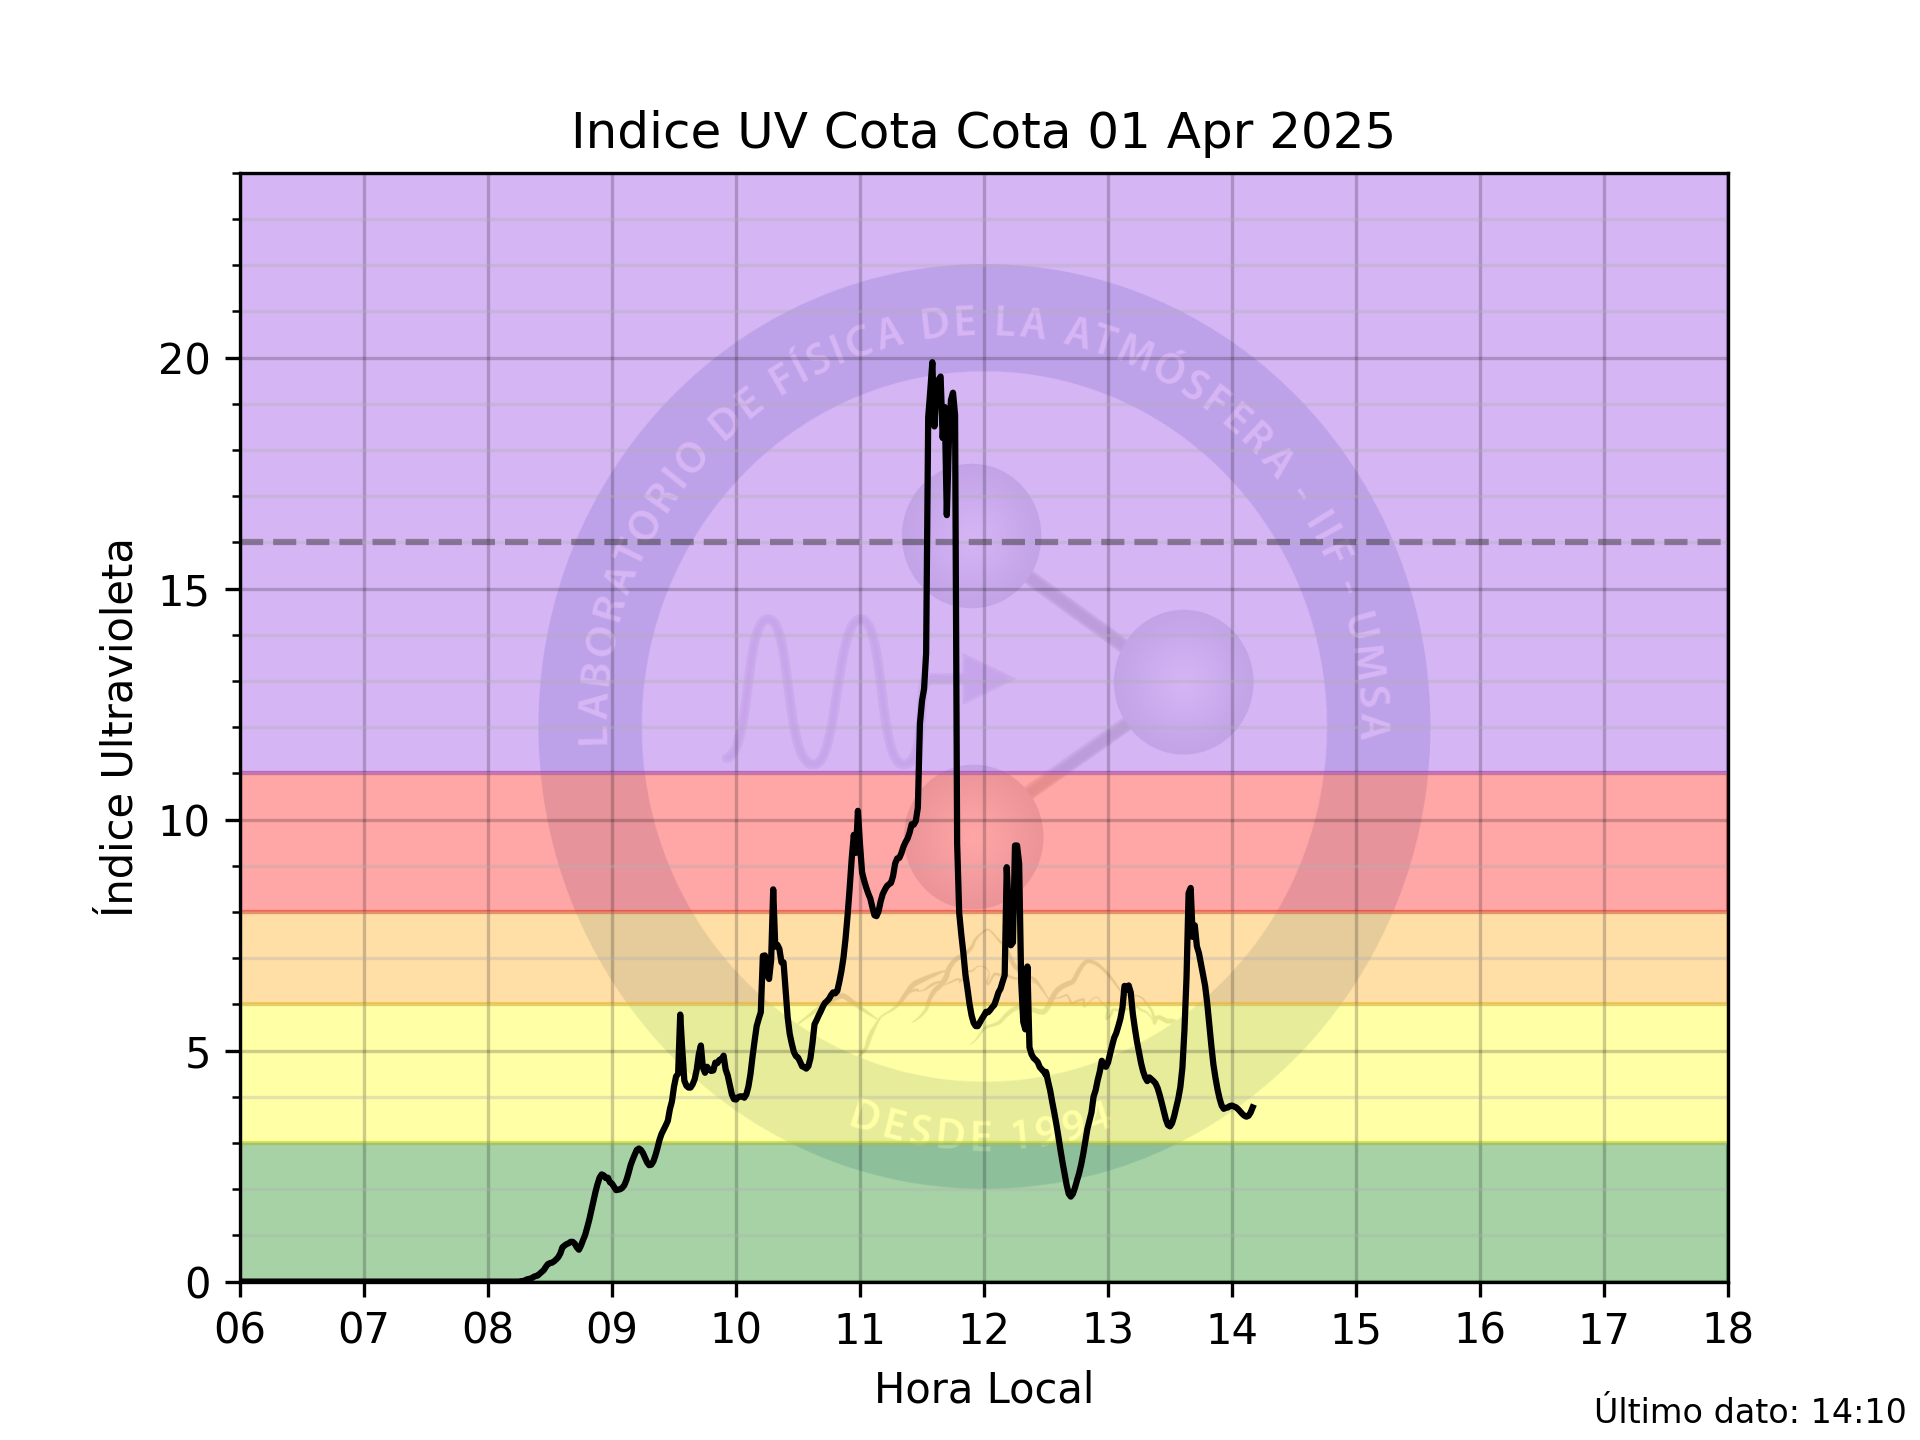 Indice UV Cota Cota 01 Apr 2025
20
15
10
5
0
Índice Ultravioleta
LABORATORIO DE FÍSICA DE LA ATMÓSFERA - IIF - UMSA
DESDE 1994
06 07 08 09 10 11 12 13 14 15 16 17 18
Hora Local
Último dato: 14:10